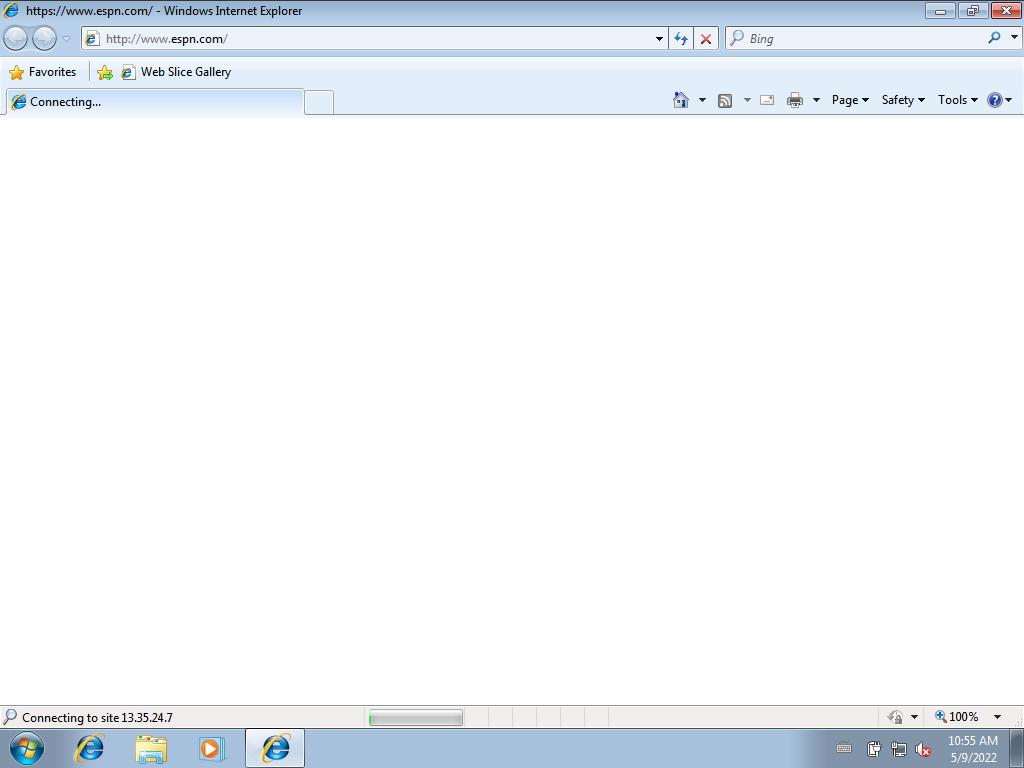 https://www.espn.com/ - Windows Internet Explorer
http://www.espn.com/
Bing
Favorites
Web Slice Gallery
Connecting...
Page
Safety
Tools
Connecting to site 13.35.24.7
100%
10:55 AM
5/9/2022